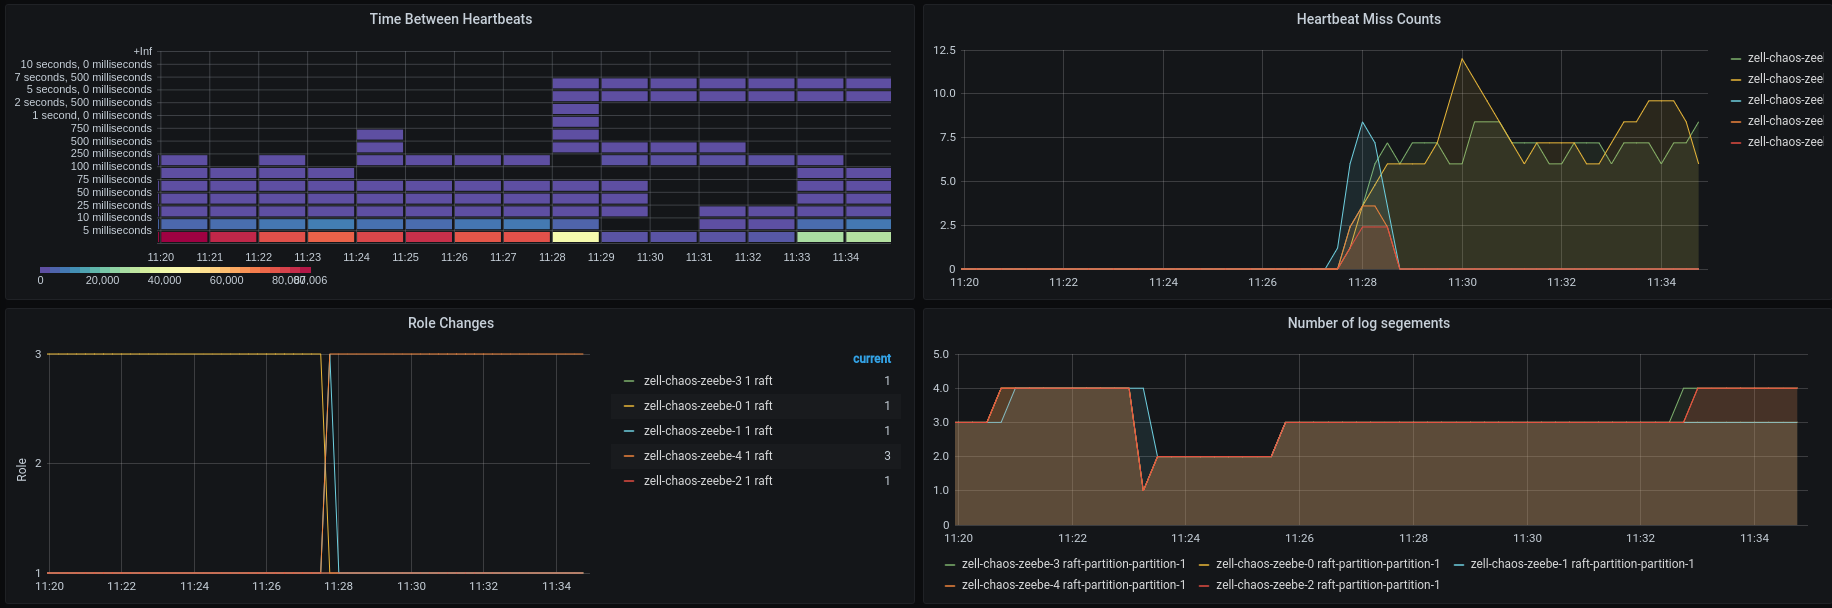 Time Between Heartbeats
+Inf
10 seconds, 0 milliseconds
7 seconds, 500 milliseconds
5 seconds, 0 milliseconds
2 seconds, 500 milliseconds
1 second, 0 milliseconds
750 milliseconds
500 milliseconds
250 milliseconds
100 milliseconds
75 milliseconds
50 milliseconds
25 milliseconds
10 milliseconds
5 milliseconds
11:20 11:21 11:22 11:23 11:24 11:25 11:26 11:27 11:28 11:29 11:30 11:31 11:32 11:33 11:34
0 20,000 40,000 60,000 80,000 87,006
Heartbeat Miss Counts
12.5
10.0
7.5
5.0
2.5
0
11:20 11:22 11:24 11:26 11:28 11:30 11:32 11:34
zell-chaos-zee
zell-chaos-zee
zell-chaos-zee
zell-chaos-zee
zell-chaos-zee
Role Changes
Role
3
2
1
11:20 11:22 11:24 11:26 11:28 11:30 11:32 11:34
current
zell-chaos-zeebe-3 1 raft 1
zell-chaos-zeebe-0 1 raft 1
zell-chaos-zeebe-1 1 raft 1
zell-chaos-zeebe-4 1 raft 3
zell-chaos-zeebe-2 1 raft 1
Number of log segements
5.0
4.0
3.0
2.0
1.0
0
11:20 11:22 11:24 11:26 11:28 11:30 11:32 11:34
zell-chaos-zeebe-3 raft-partition-partition-1 zell-chaos-zeebe-0 raft-partition-partition-1 zell-chaos-zeebe-1 raft-partition-partition-1
zell-chaos-zeebe-4 raft-partition-partition-1 zell-chaos-zeebe-2 raft-partition-partition-1